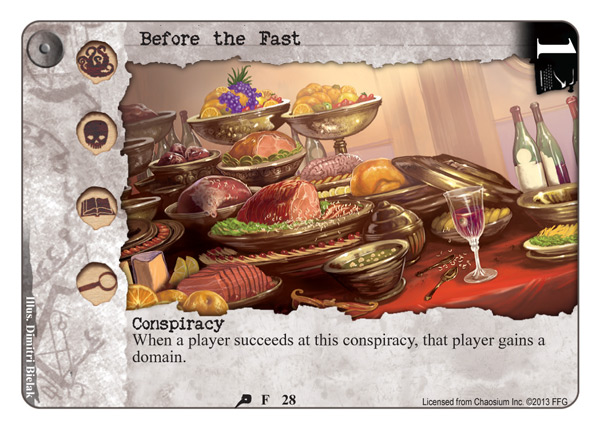 Before the Fast
1
Conspiracy
When a player succeeds at this conspiracy, that player gains a
domain.
Illus. Dimitri Bielak
F 28
Licensed from Chaosium Inc. ©2013 FFG